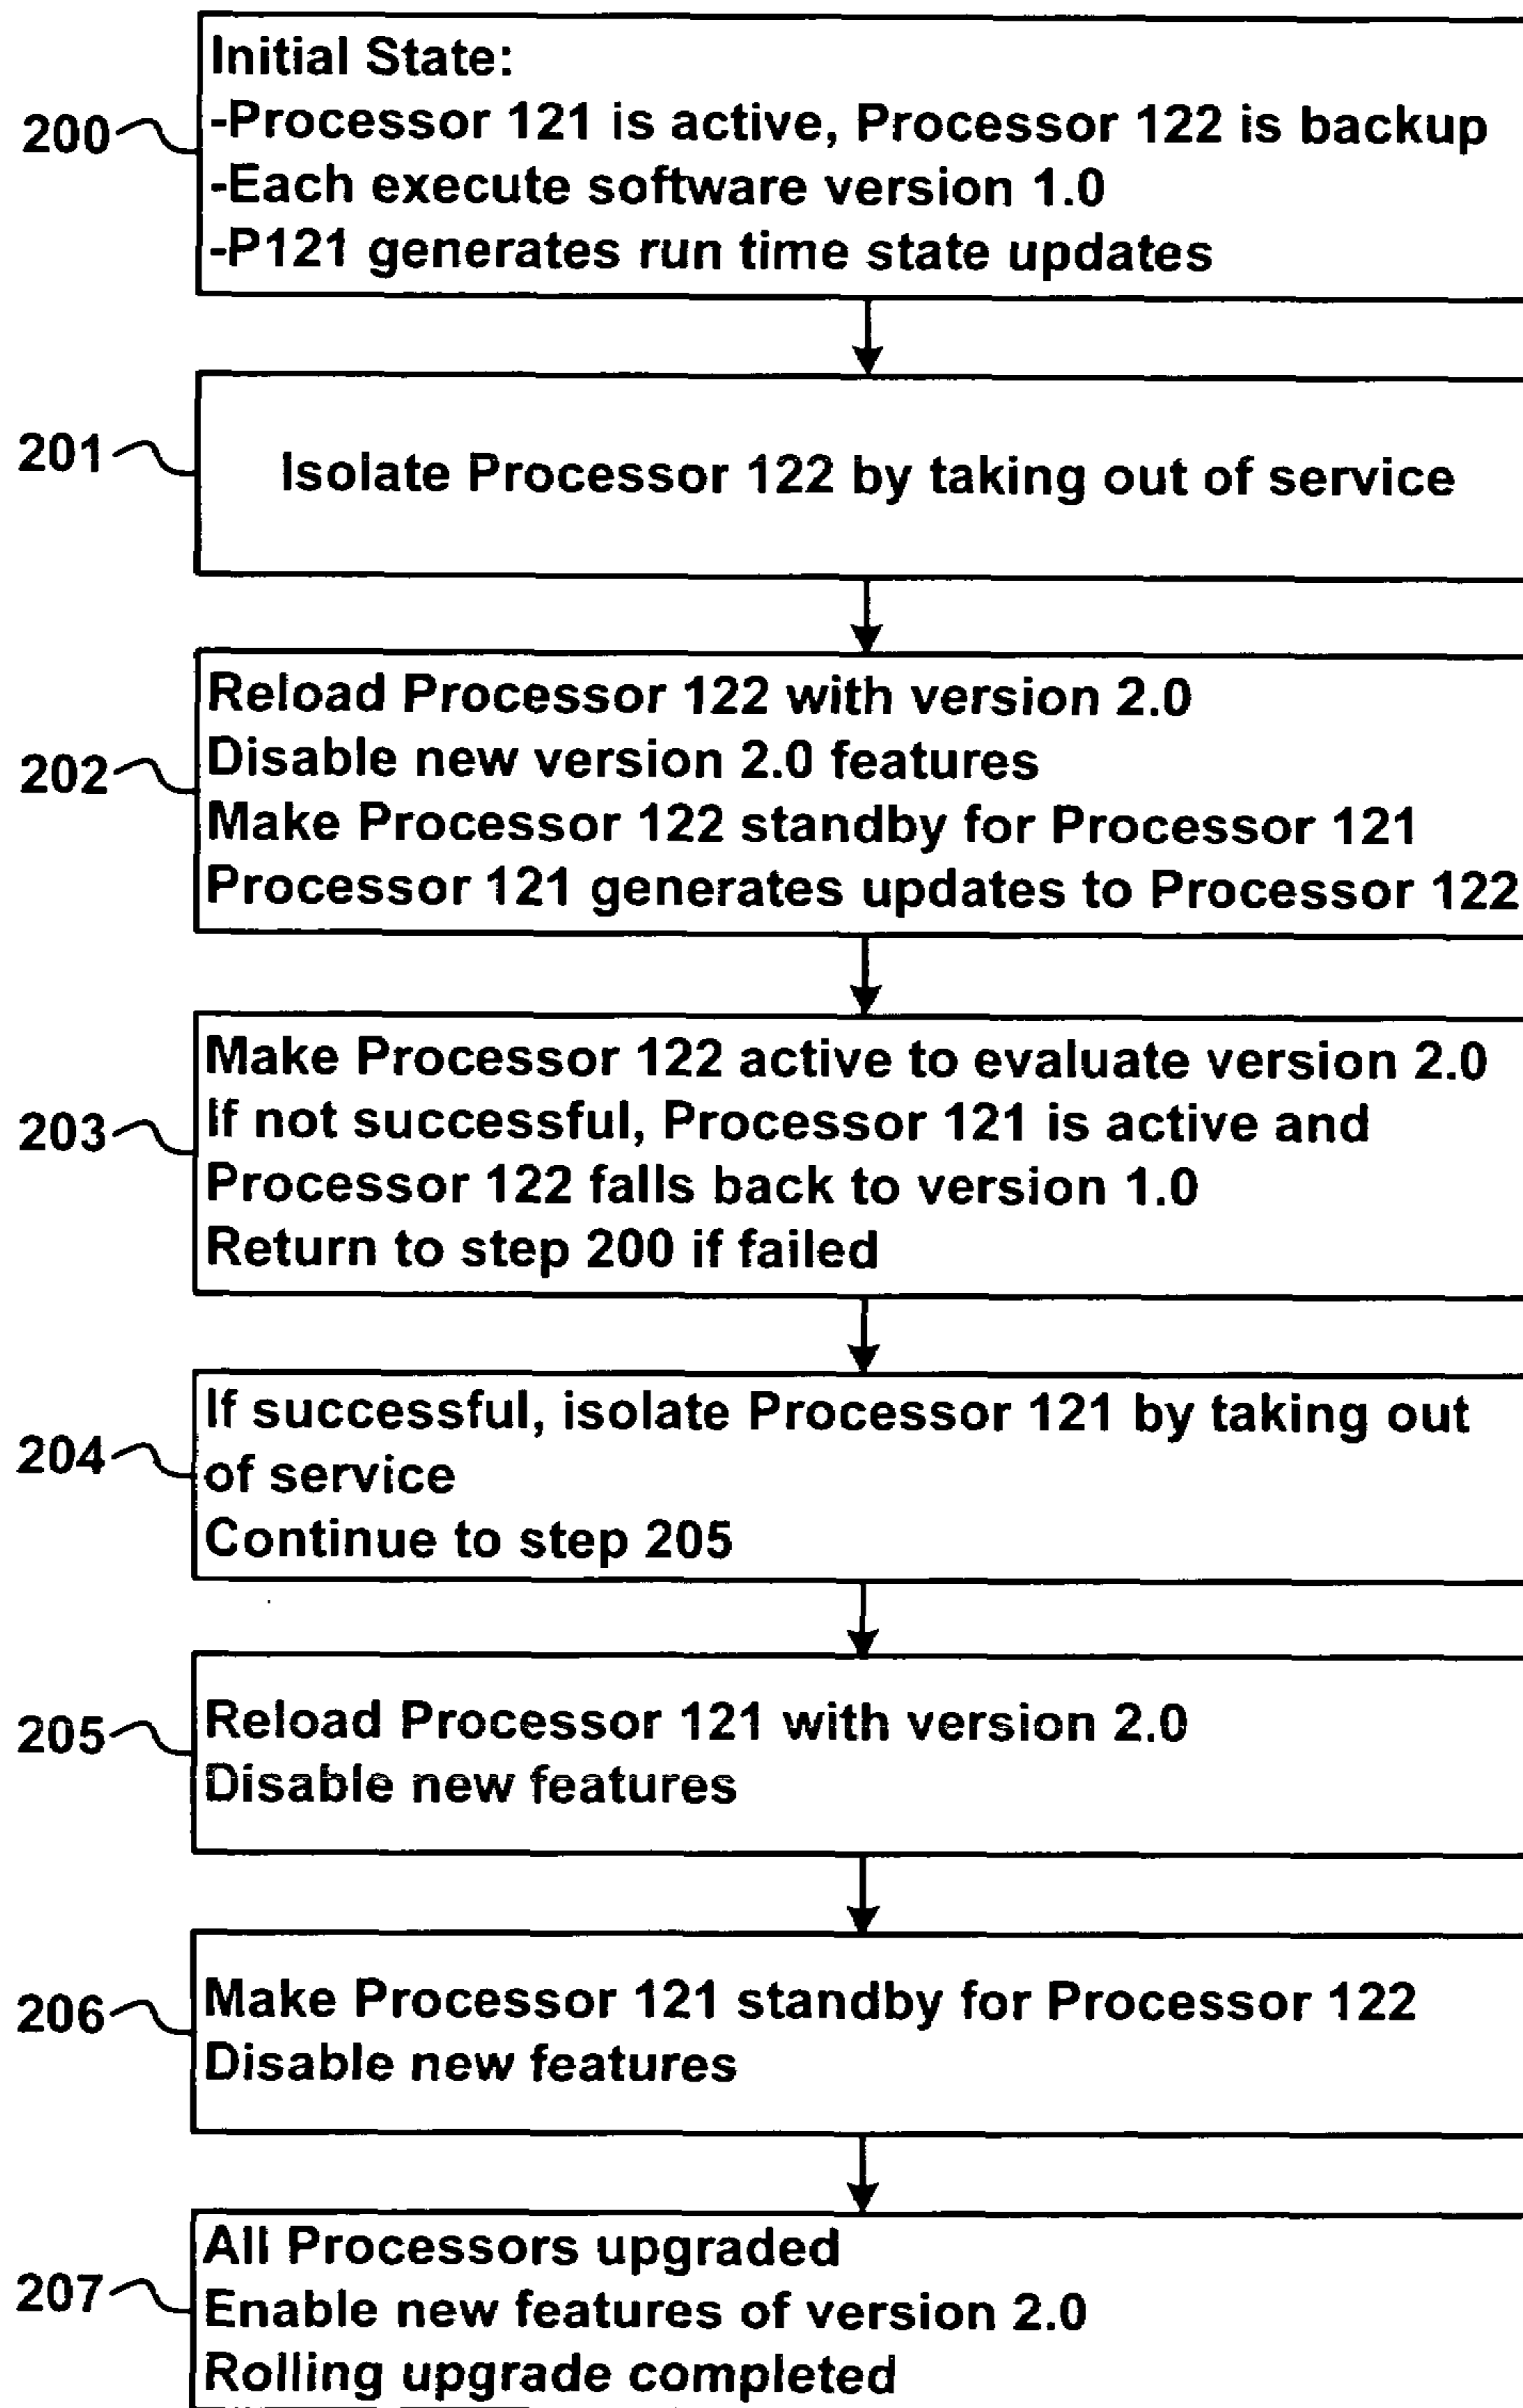 Initial State:
200
-Processor 121 is active, Processor 122 is backup
-Each execute software version 1.0
-P121 generates run time state updates
201
Isolate Processor 122 by taking out of service
Reload Processor 122 with version 2.0
Disable new version 2.0 features
202
Make Processor 122 standby for Processor 121
Processor 121 generates updates to Processor 122
Make Processor 122 active to evaluate version 2.0
203
If not successful, Processor 121 is active and
Processor 122 falls back to version 1.0
Return to step 200 if failed
If successful, isolate Processor 121 by taking out
204
of service
Continue to step 205
205
Reload Processor 121 with version 2.0
Disable new features
206
Make Processor 121 standby for Processor 122
Disable new features
All Processors upgraded
207
Enable new features of version 2.0
Rolling upgrade completed